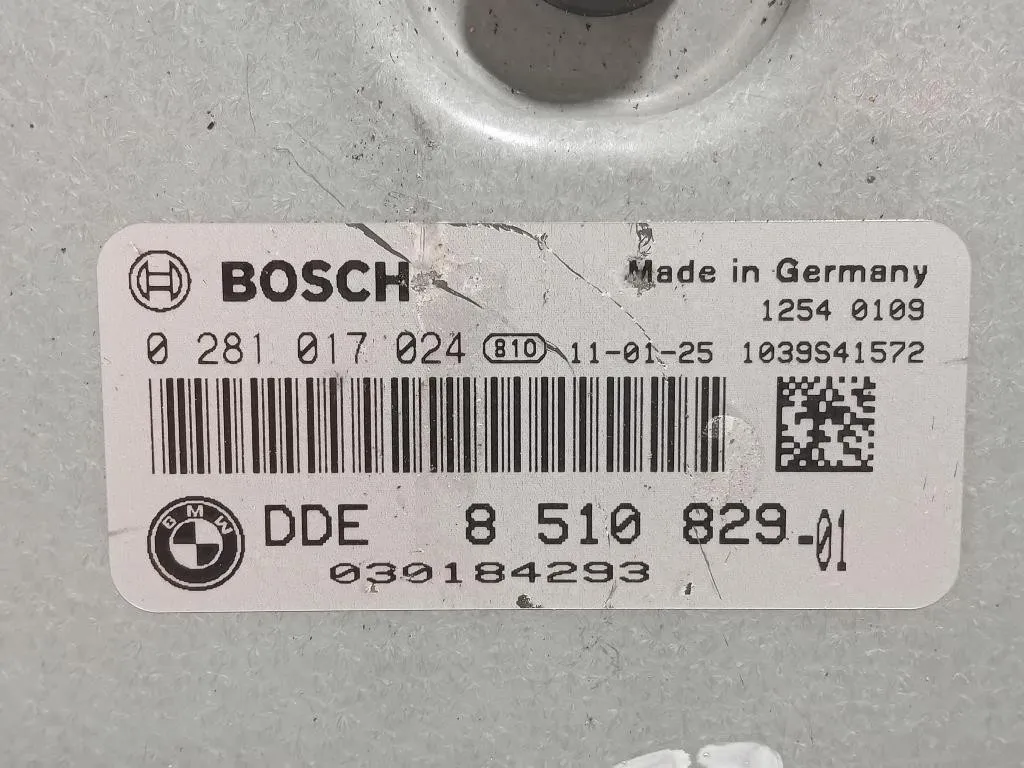 BOSCH
Made in Germany
1254 0109
0 281 017 024 810 11-01-25 1039S41572
BMW
DDE 8 510 829-01
030184293